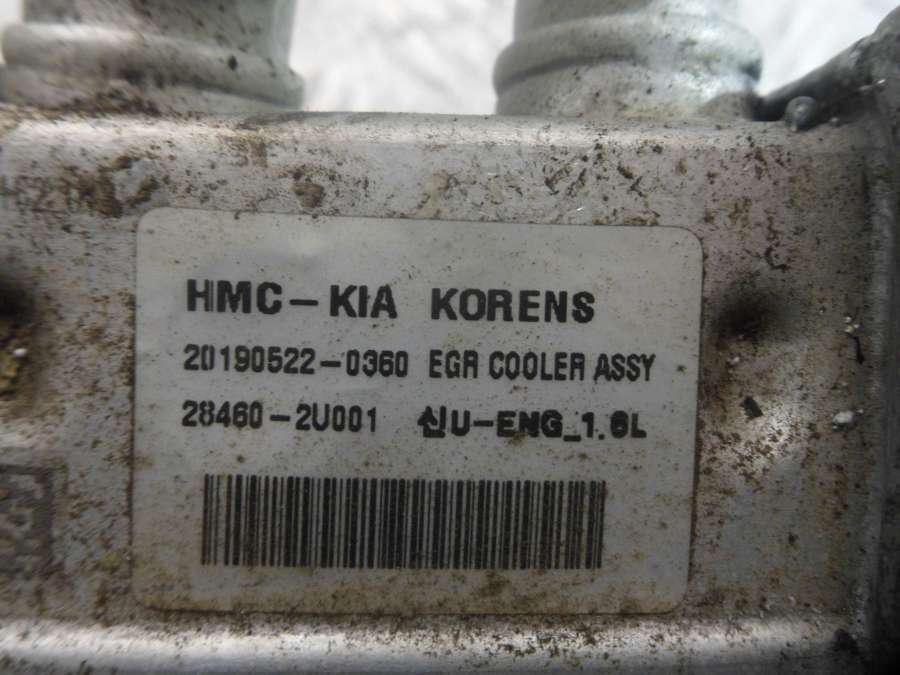 HMC-KIA KORENS
20190522-0360 EGR COOLER ASSY
28460-2U001 신U-ENG_1.6L